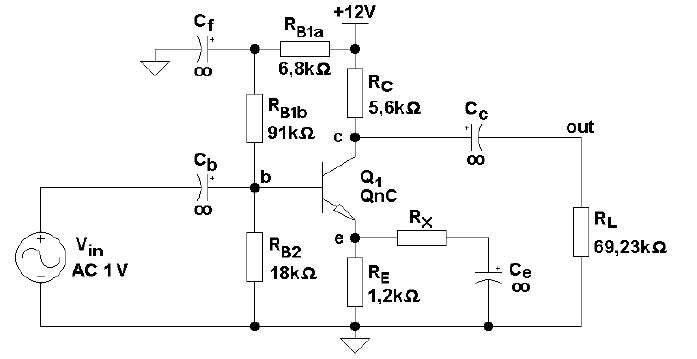 +12V
Cf
+
∞
RB1a
6,8kΩ
RC
5,6kΩ
RB1b
91kΩ
Cc
+
∞
out
c
Cb
+
∞
b
Q1
QnC
RX
e
RL
69,23kΩ
+
Vin
AC 1 V
−
RB2
18kΩ
RE
1,2kΩ
+
Ce
∞